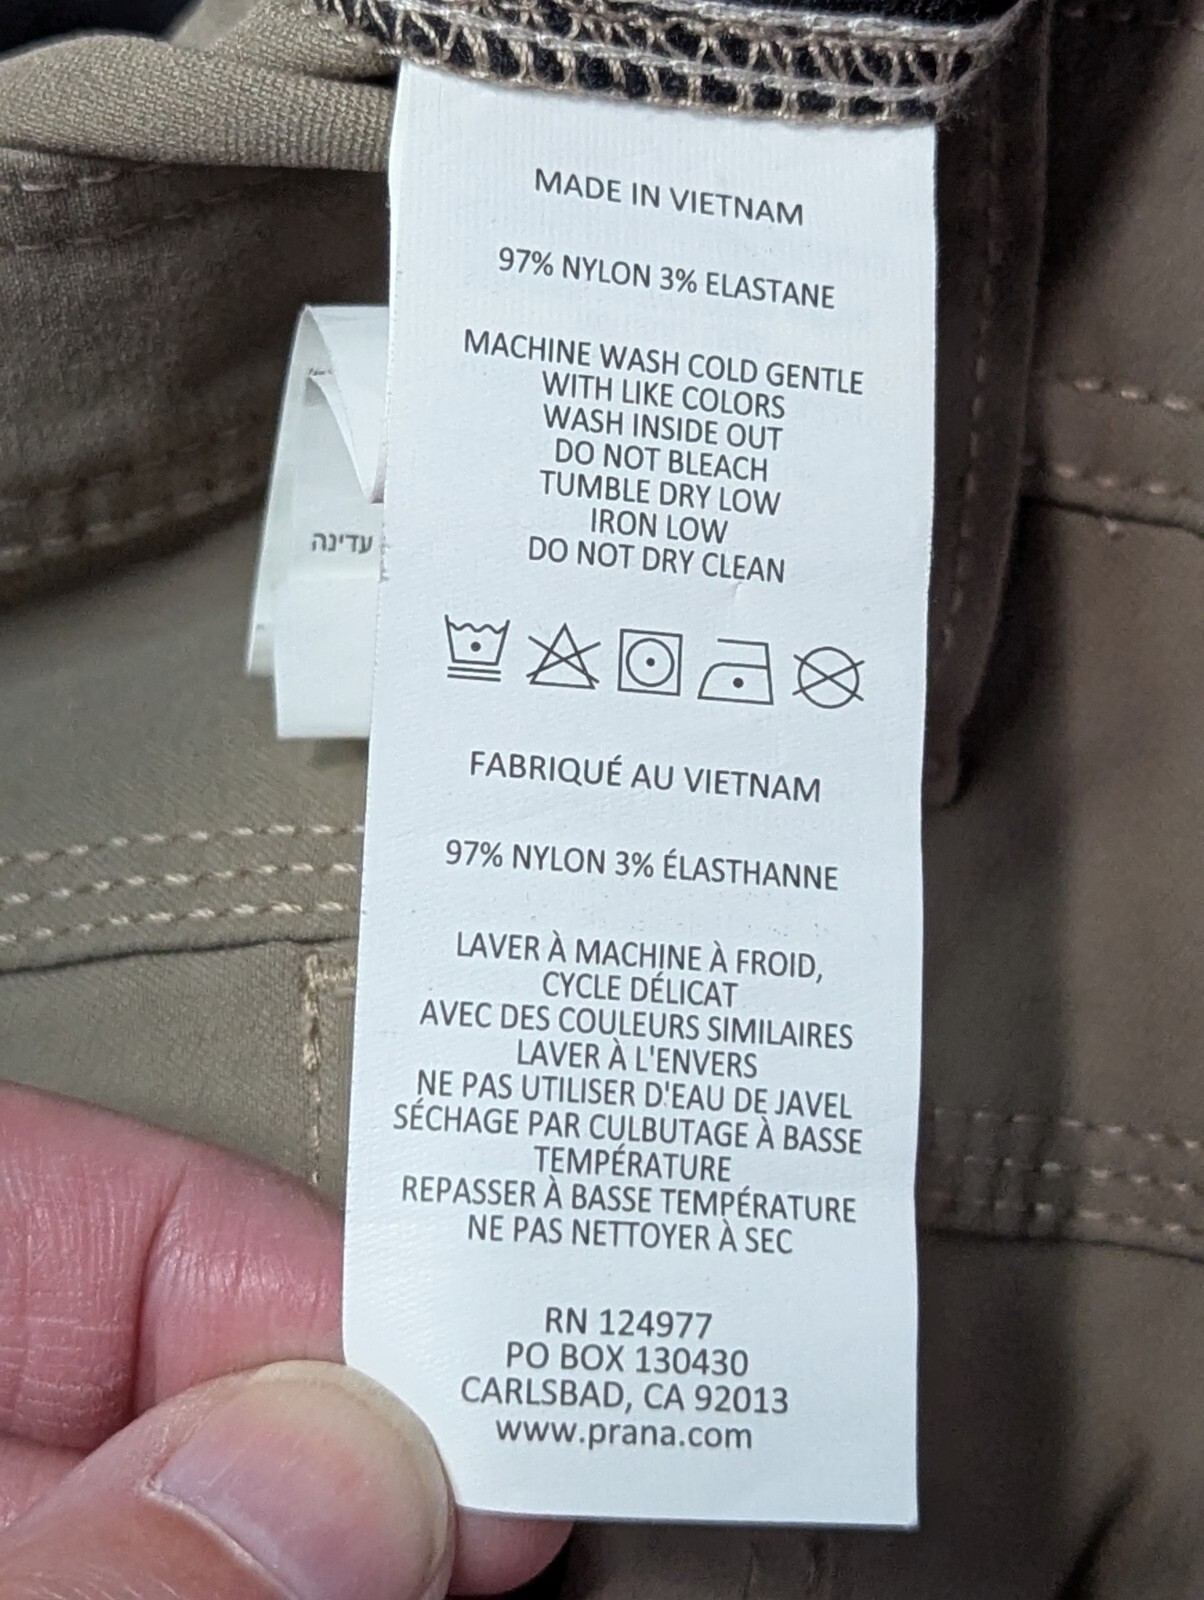 MADE IN VIETNAM
97% NYLON 3% ELASTANE
MACHINE WASH COLD GENTLE
WITH LIKE COLORS
WASH INSIDE OUT
DO NOT BLEACH
TUMBLE DRY LOW
IRON LOW
DO NOT DRY CLEAN
עדינה
FABRIQUÉ AU VIETNAM
97% NYLON 3% ÉLASTHANNE
LAVER À MACHINE À FROID,
CYCLE DÉLICAT
AVEC DES COULEURS SIMILAIRES
LAVER À L'ENVERS
NE PAS UTILISER D'EAU DE JAVEL
SÉCHAGE PAR CULBUTAGE À BASSE
TEMPÉRATURE
REPASSER À BASSE TEMPÉRATURE
NE PAS NETTOYER À SEC
RN 124977
PO BOX 130430
CARLSBAD, CA 92013
www.prana.com